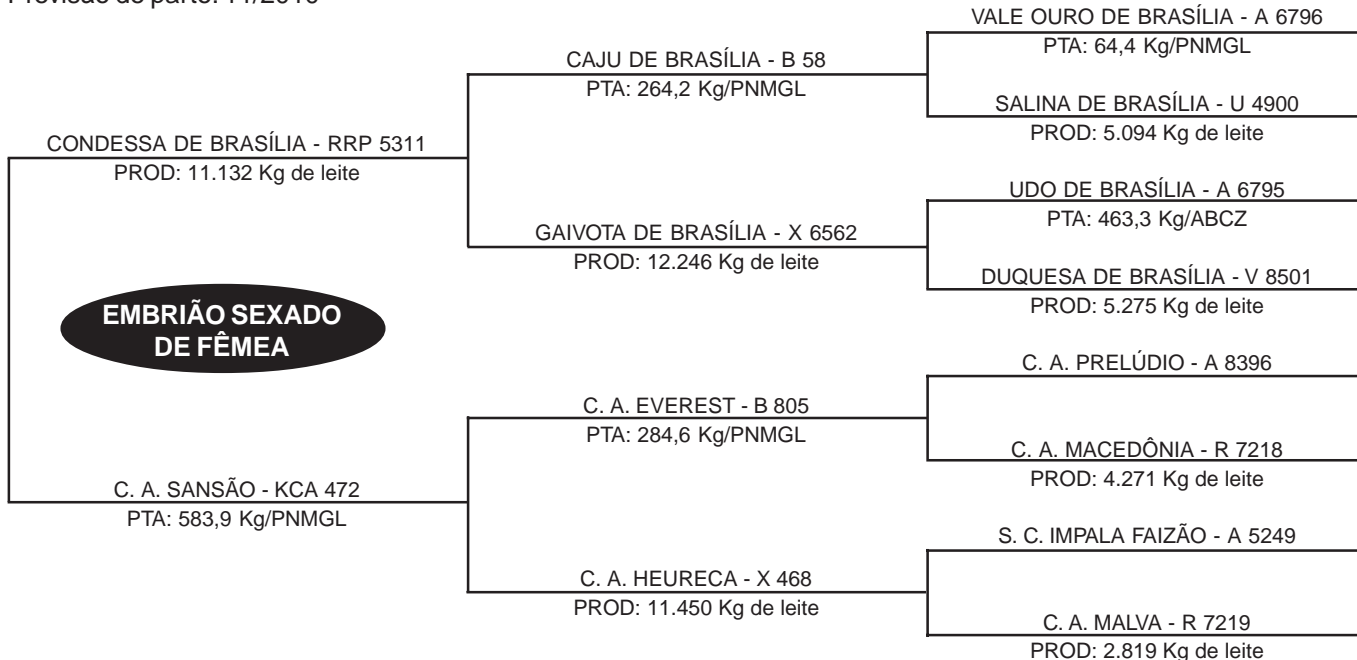 VALE OURO DE BRASÍLIA - A 6796
PTA: 64,4 Kg/PNMGL
CAJU DE BRASÍLIA - B 58
PTA: 264,2 Kg/PNMGL
SALINA DE BRASÍLIA - U 4900
PROD: 5.094 Kg de leite
CONDESSA DE BRASÍLIA - RRP 5311
PROD: 11.132 Kg de leite
UDO DE BRASÍLIA - A 6795
PTA: 463,3 Kg/ABCZ
GAIVOTA DE BRASÍLIA - X 6562
PROD: 12.246 Kg de leite
DUQUESA DE BRASÍLIA - V 8501
PROD: 5.275 Kg de leite
EMBRIÃO SEXADO
DE FÊMEA
C. A. PRELÚDIO - A 8396
C. A. EVEREST - B 805
PTA: 284,6 Kg/PNMGL
C. A. MACEDÔNIA - R 7218
PROD: 4.271 Kg de leite
C. A. SANSÃO - KCA 472
PTA: 583,9 Kg/PNMGL
S. C. IMPALA FAIZÃO - A 5249
C. A. HEURECA - X 468
PROD: 11.450 Kg de leite
C. A. MALVA - R 7219
PROD: 2.819 Kg de leite